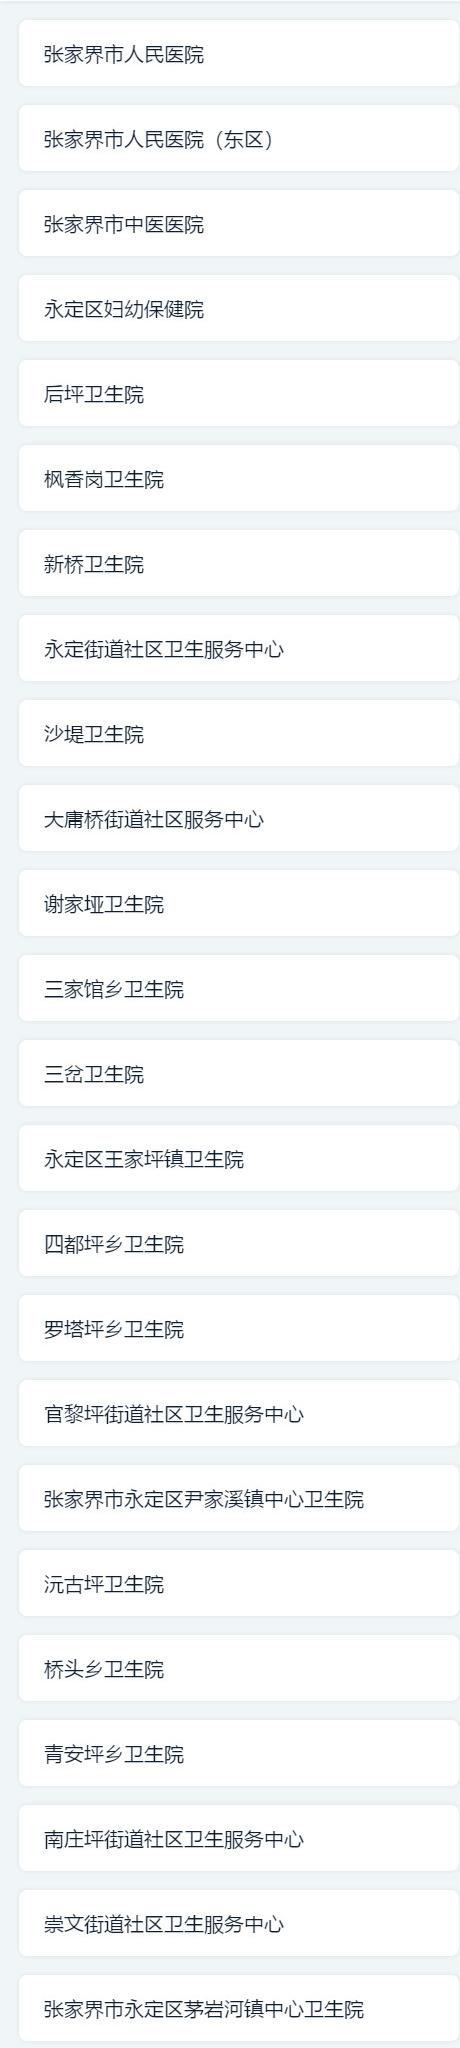 张家界市人民医院
张家界市人民医院（东区）
张家界市中医医院
永定区妇幼保健院
后坪卫生院
枫香岗卫生院
新桥卫生院
永定街道社区卫生服务中心
沙堤卫生院
大庸桥街道社区服务中心
谢家垭卫生院
三家馆乡卫生院
三岔卫生院
永定区王家坪镇卫生院
四都坪乡卫生院
罗塔坪乡卫生院
官黎坪街道社区卫生服务中心
张家界市永定区尹家溪镇中心卫生院
沅古坪卫生院
桥头乡卫生院
青安坪乡卫生院
南庄坪街道社区卫生服务中心
崇文街道社区卫生服务中心
张家界市永定区茅岩河镇中心卫生院